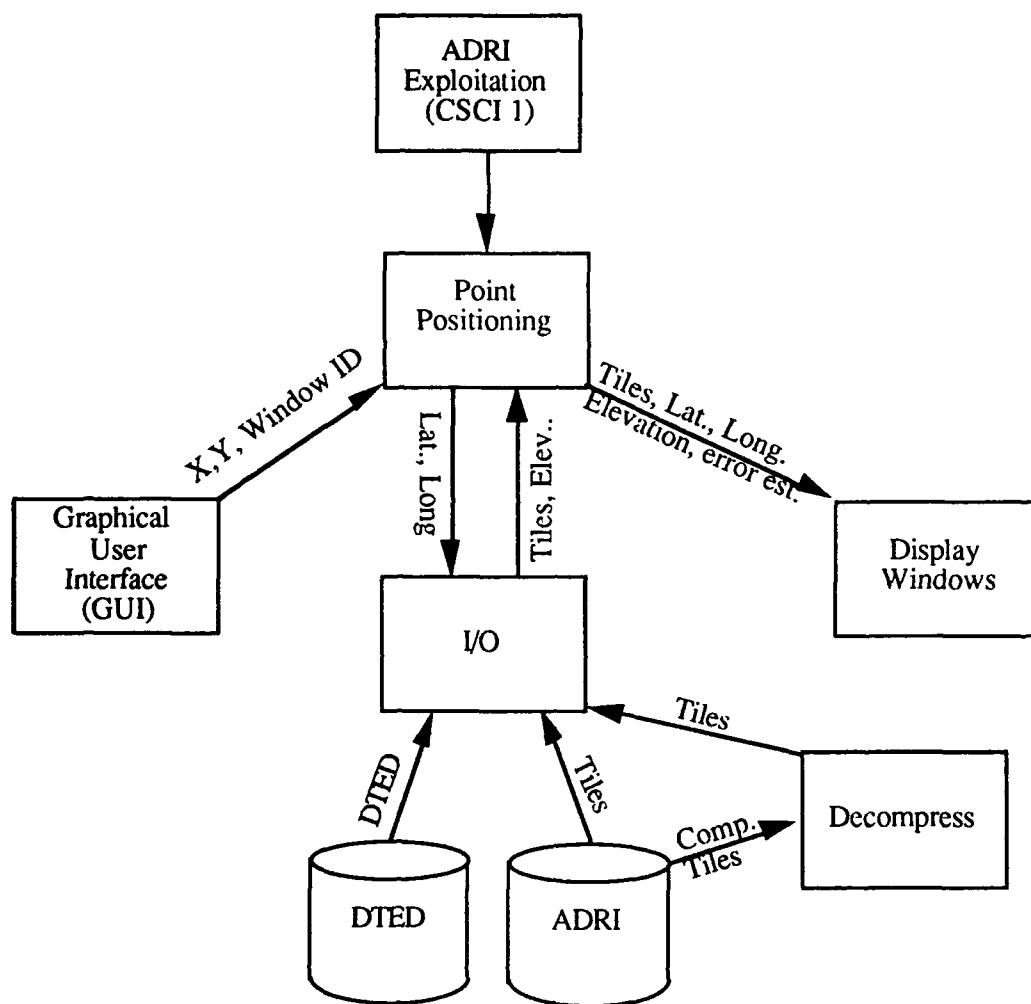 ADRI
Exploitation
(CSCI 1)
Point
Positioning
X,Y, Window ID
Lat., Long
Tiles, Elev..
Tiles, Lat., Long.
Elevation, error est.
Graphical
User
Interface
(GUI)
Display
Windows
I/O
Tiles
DTED
Tiles
Comp.
Tiles
Decompress
DTED
ADRI